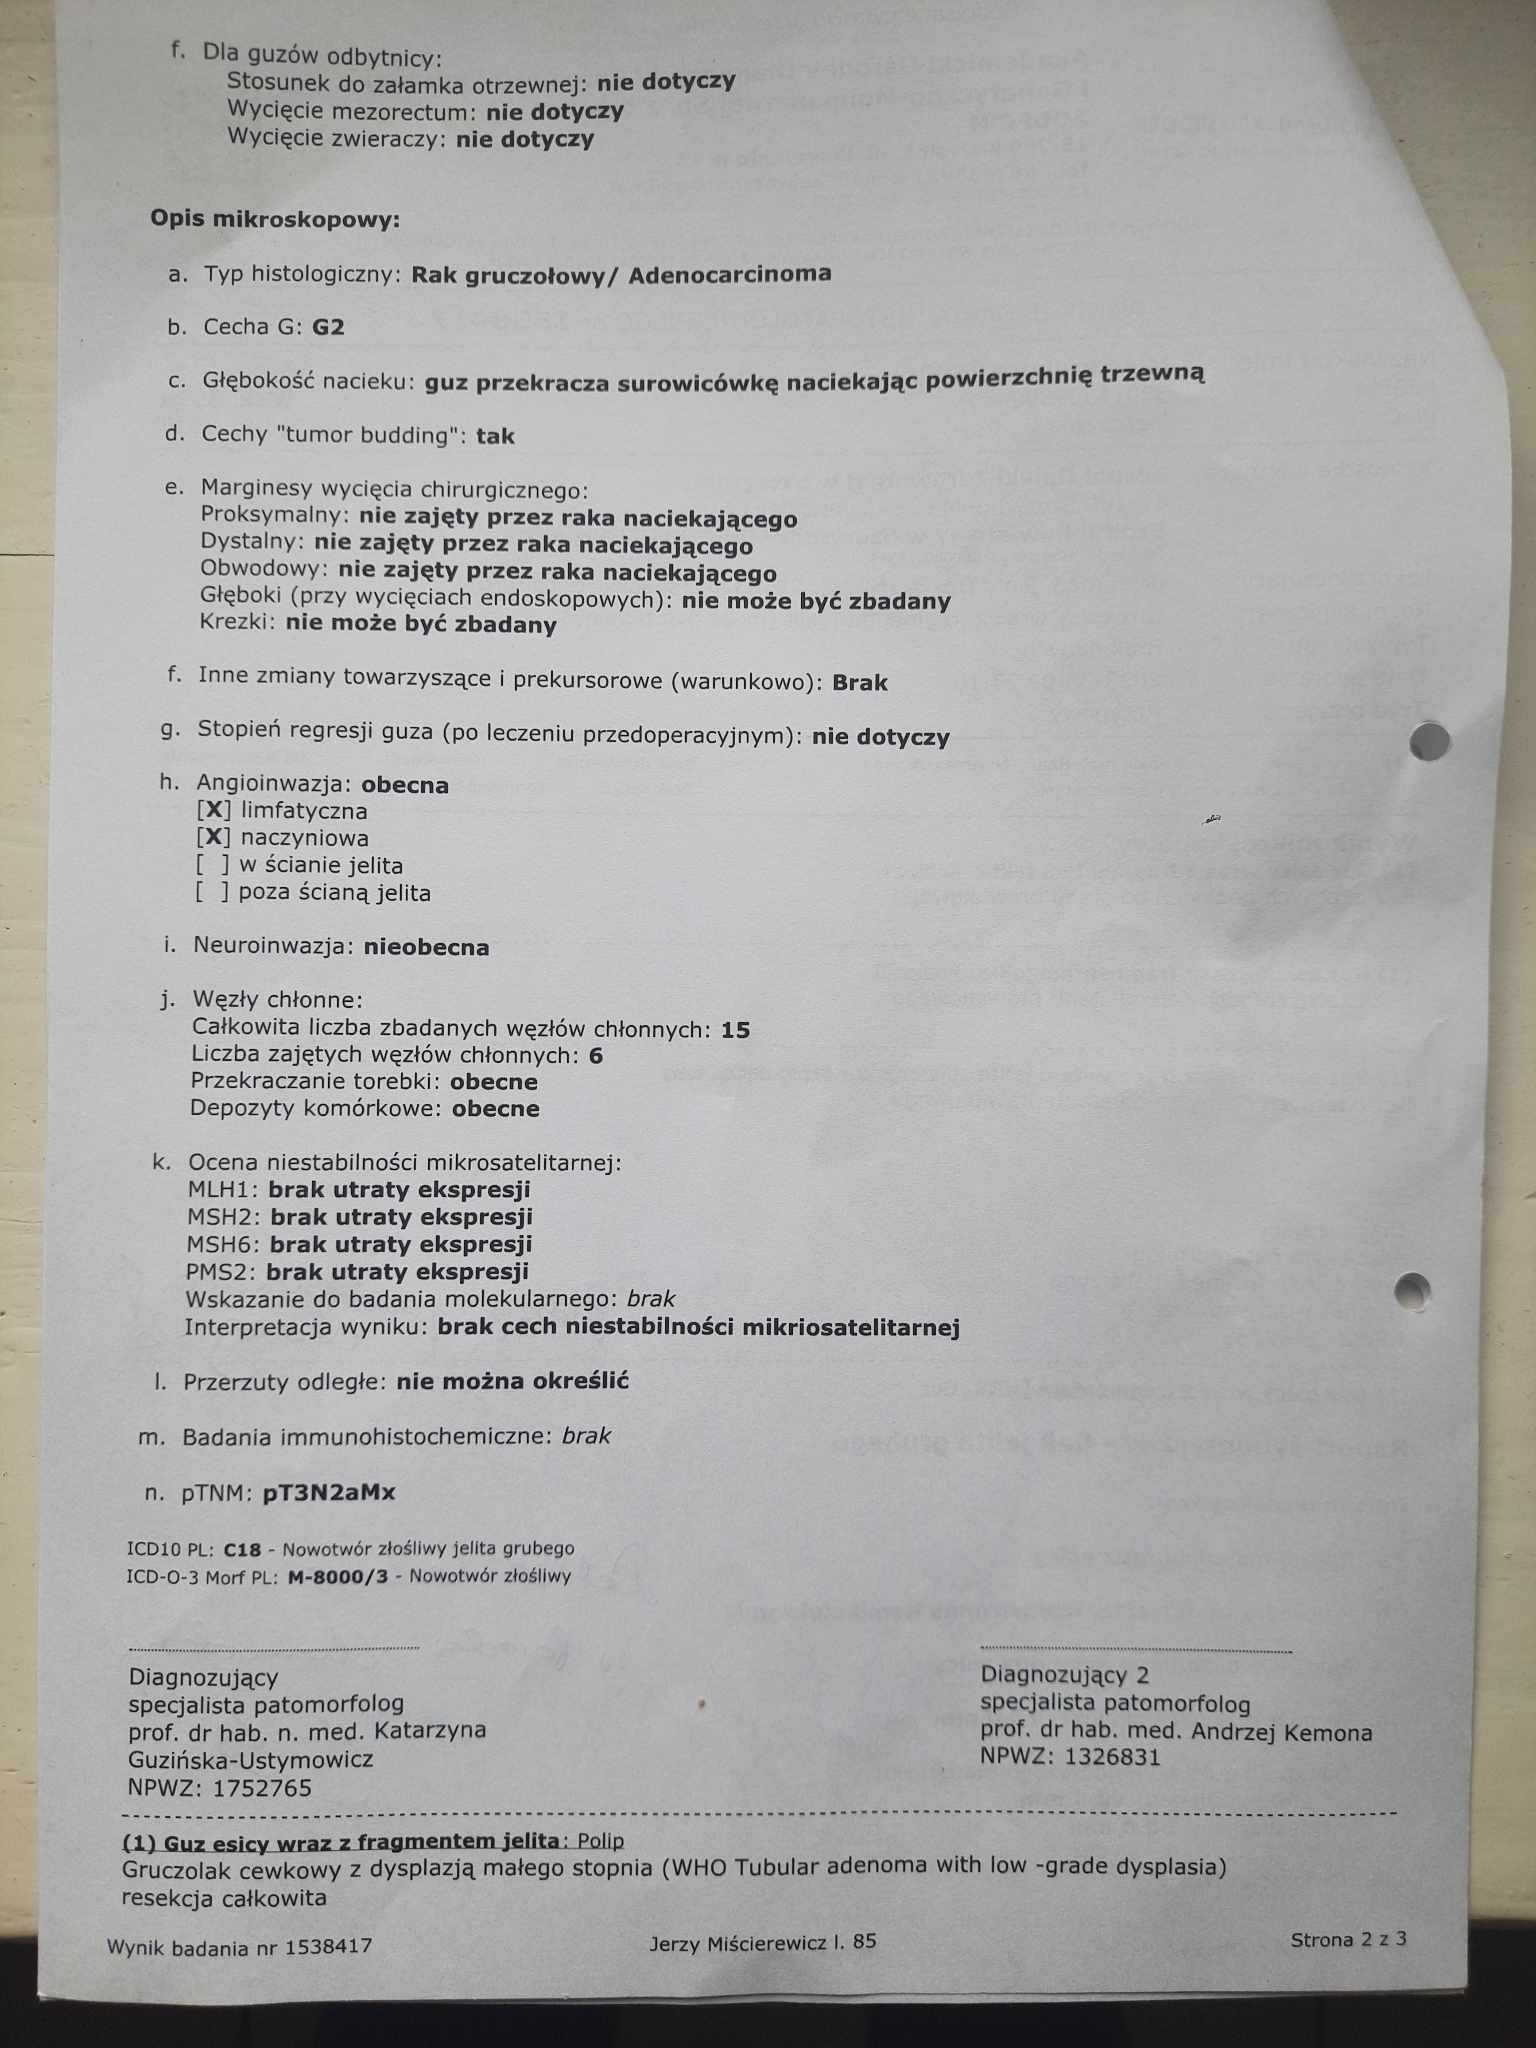 f. Dla guzów odbytnicy:
Stosunek do załamka otrzewnej: nie dotyczy
Wycięcie mezorectum: nie dotyczy
Wycięcie zwieraczy: nie dotyczy
Opis mikroskopowy:
a. Typ histologiczny: Rak gruczołowy/ Adenocarcinoma
b. Cecha G: G2
c. Głębokość nacieku: guz przekracza surowicówkę naciekając powierzchnię trzewną
d. Cechy "tumor budding": tak
e. Marginesy wycięcia chirurgicznego:
Proksymalny: nie zajęty przez raka naciekającego
Dystalny: nie zajęty przez raka naciekającego
Obwodowy: nie zajęty przez raka naciekającego
Głęboki (przy wycięciach endoskopowych): nie może być zbadany
Krezki: nie może być zbadany
f. Inne zmiany towarzyszące i prekursorowe (warunkowo): Brak
g. Stopień regresji guza (po leczeniu przedoperacyjnym): nie dotyczy
h. Angioinwazja: obecna
[X] limfatyczna
[X] naczyniowa
[ ] w ścianie jelita
[ ] poza ścianą jelita
i. Neuroinwazja: nieobecna
j. Węzły chłonne:
Całkowita liczba zbadanych węzłów chłonnych: 15
Liczba zajętych węzłów chłonnych: 6
Przekraczanie torebki: obecne
Depozyty komórkowe: obecne
k. Ocena niestabilności mikrosatelitarnej:
MLH1: brak utraty ekspresji
MSH2: brak utraty ekspresji
MSH6: brak utraty ekspresji
PMS2: brak utraty ekspresji
Wskazanie do badania molekularnego: brak
Interpretacja wyniku: brak cech niestabilności mikriosatelitarnej
l. Przerzuty odległe: nie można określić
m. Badania immunohistochemiczne: brak
n. pTNM: pT3N2aMx
ICD10 PL: C18 - Nowotwór złośliwy jelita grubego
ICD-O-3 Morf PL: M-8000/3 - Nowotwór złośliwy
Diagnozujący
specjalista patomorfolog
prof. dr hab. n. med. Katarzyna
Guzińska-Ustymowicz
NPWZ: 1752765
Diagnozujący 2
specjalista patomorfolog
prof. dr hab. med. Andrzej Kemona
NPWZ: 1326831
(1) Guz esicy wraz z fragmentem jelita: Polip
Gruczolak cewkowy z dysplazją małego stopnia (WHO Tubular adenoma with low -grade dysplasia)
resekcja całkowita
Wynik badania nr 1538417
Jerzy Miścierewicz l. 85
Strona 2 z 3